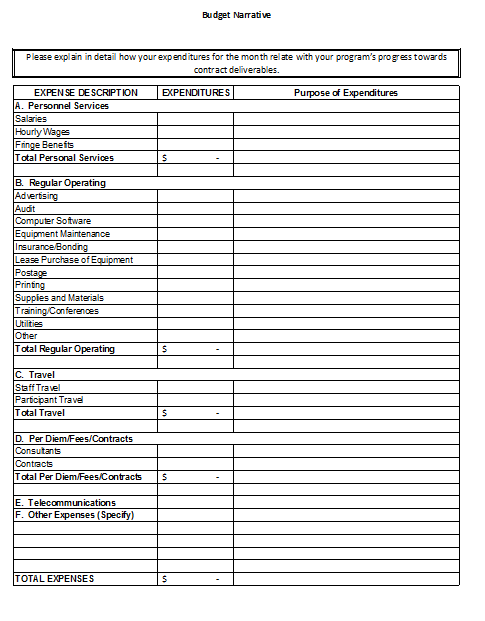 Budget Narrative
Please explain in detail how your expenditures for the month relate with your program's progress towards
contract deliverables.
EXPENSE DESCRIPTION EXPENDITURES Purpose of Expenditures
A. Personnel Services
Salaries
Hourly Wages
Fringe Benefits
Total Personal Services $ -
B. Regular Operating
Advertising
Audit
Computer Software
Equipment Maintenance
Insurance/Bonding
Lease Purchase of Equipment
Postage
Printing
Supplies and Materials
Training/Conferences
Utilities
Other
Total Regular Operating $ -
C. Travel
Staff Travel
Participant Travel
Total Travel $ -
D. Per Diem/Fees/Contracts
Consultants
Contracts
Total Per Diem/Fees/Contracts $ -
E. Telecommunications
F. Other Expenses (Specify)
TOTAL EXPENSES $ -